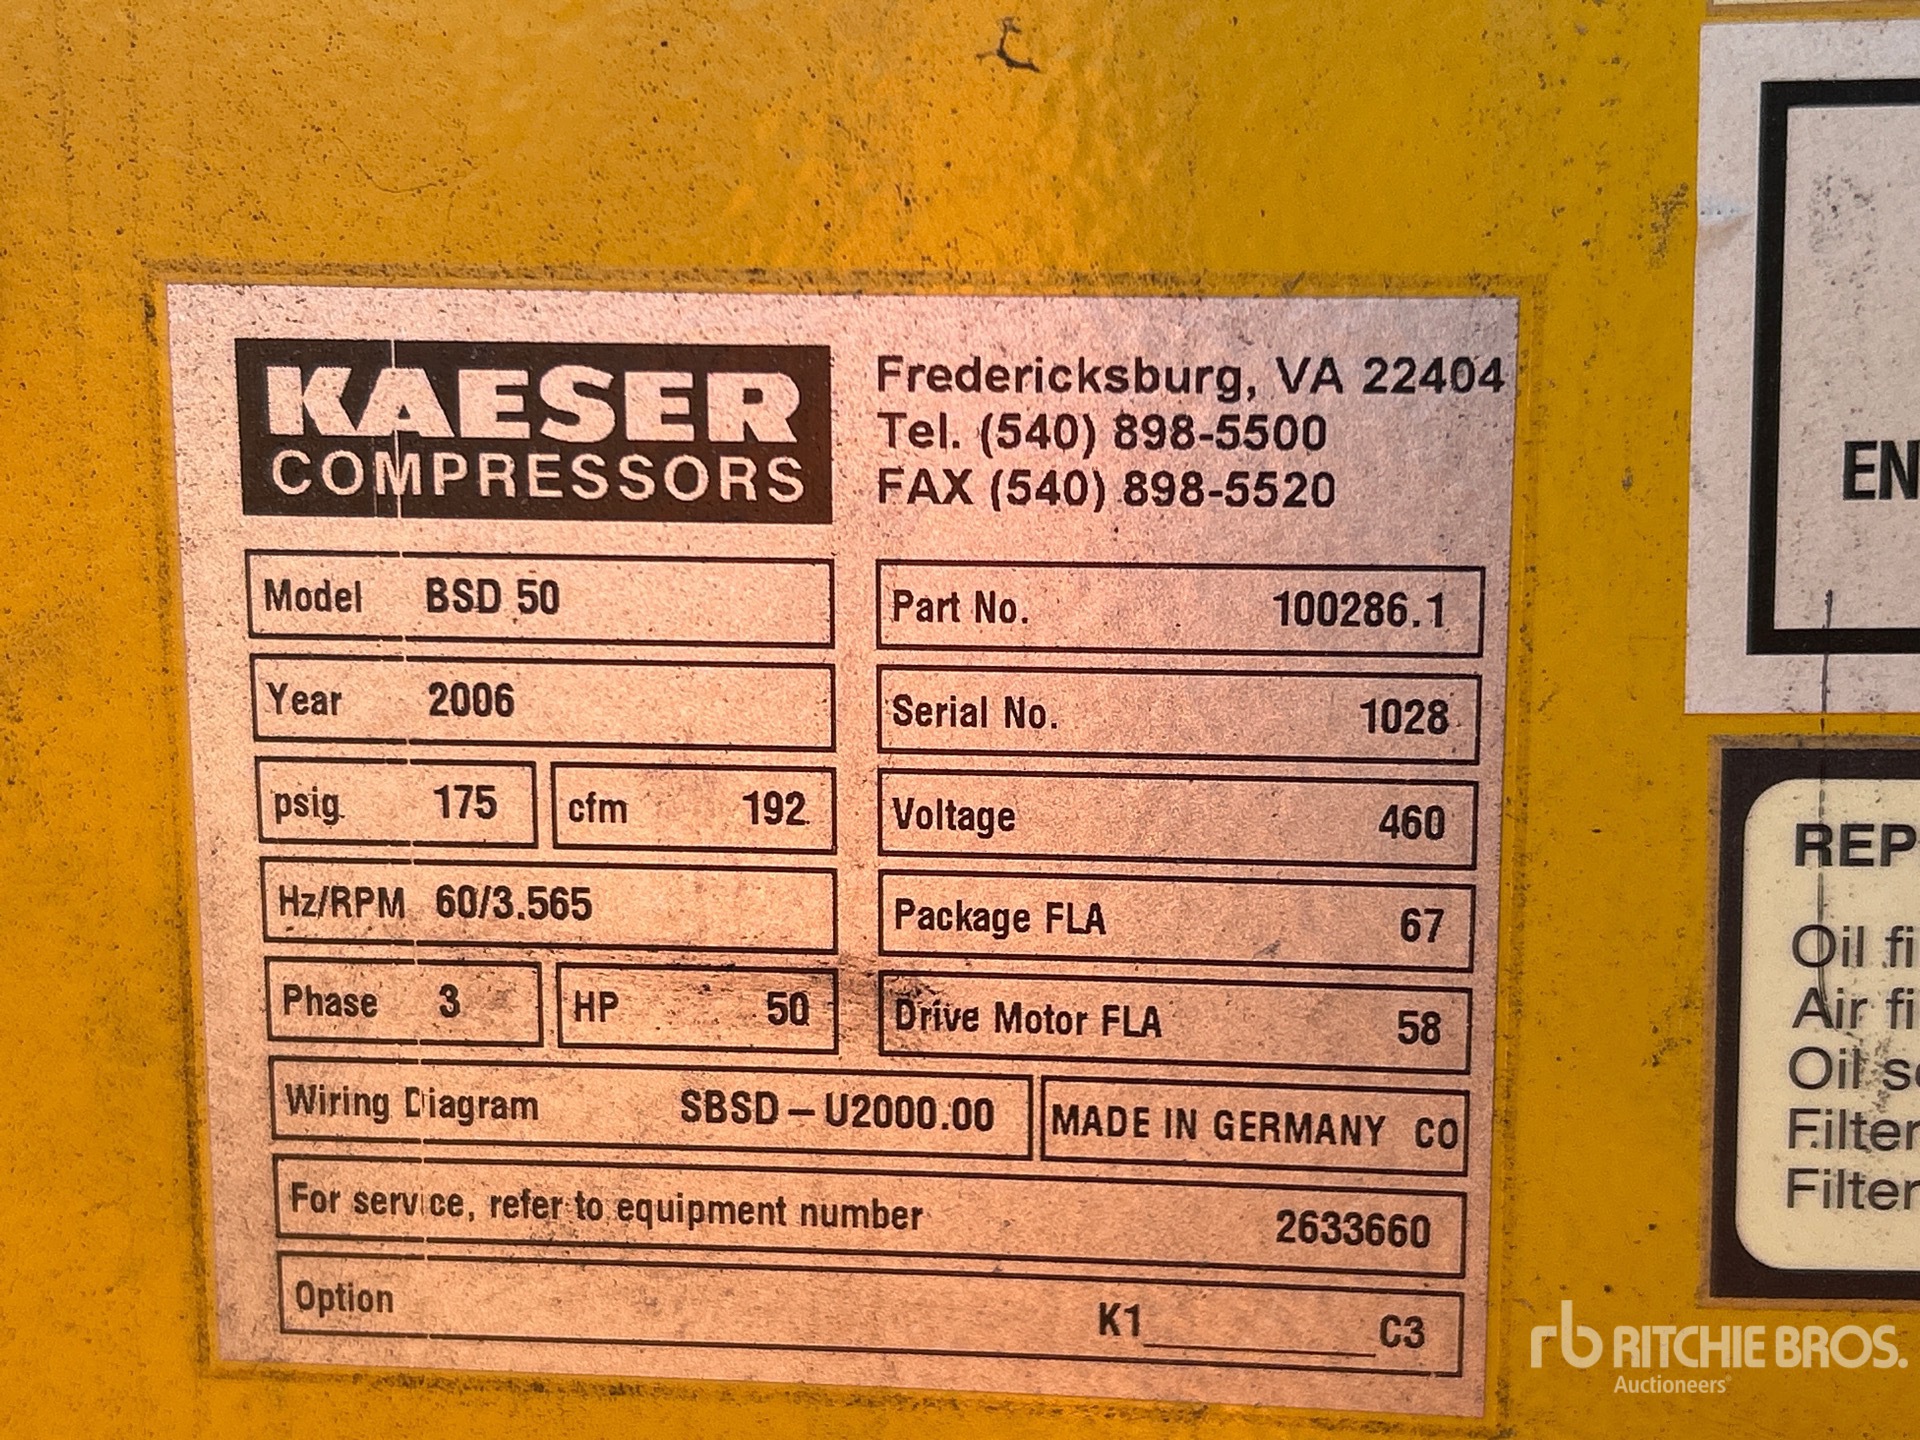 KAESER
COMPRESSORS
Fredericksburg, VA 22404
Tel. (540) 898-5500
FAX (540) 898-5520
Model BSD 50
Part No. 100286.1
Year 2006
Serial No. 1028
psig 175 cfm 192
Voltage 460
Hz/RPM 60/3.565
Package FLA 67
Phase 3 HP 50
Drive Motor FLA 58
Wiring Diagram SBSD-U2000.00
MADE IN GERMANY CO
For service, refer to equipment number 2633660
Option K1____________C3
EN
REP
Oil fi
Air fi
Oil se
Filter
Filter
rb RITCHIE BROS.
Auctioneers